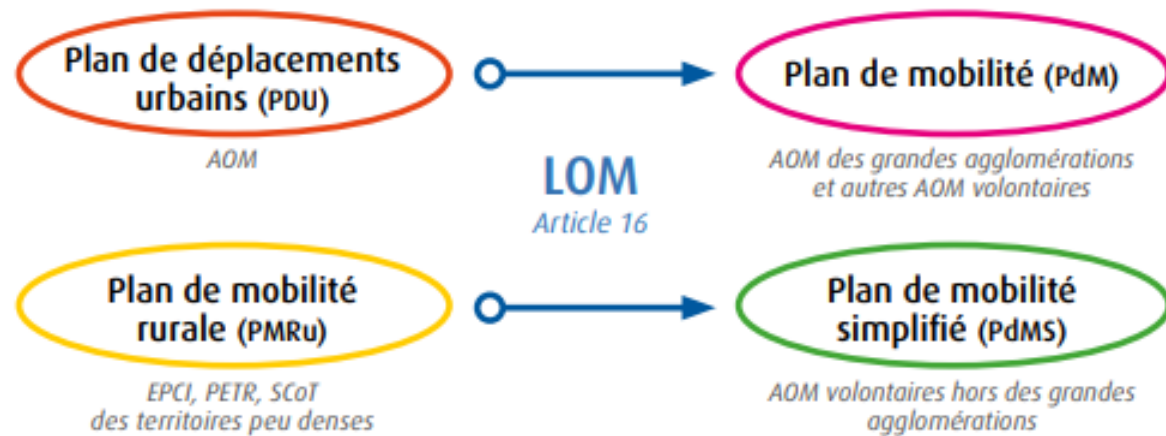 Plan de déplacements
urbains (PDU)
AOM
Plan de mobilité (PdM)
AOM des grandes agglomérations
et autres AOM volontaires
LOM
Article 16
Plan de mobilité
rurale (PMRu)
EPCI, PETR, SCoT
des territoires peu denses
Plan de mobilité
simplifié (PdMS)
AOM volontaires hors des grandes
agglomérations